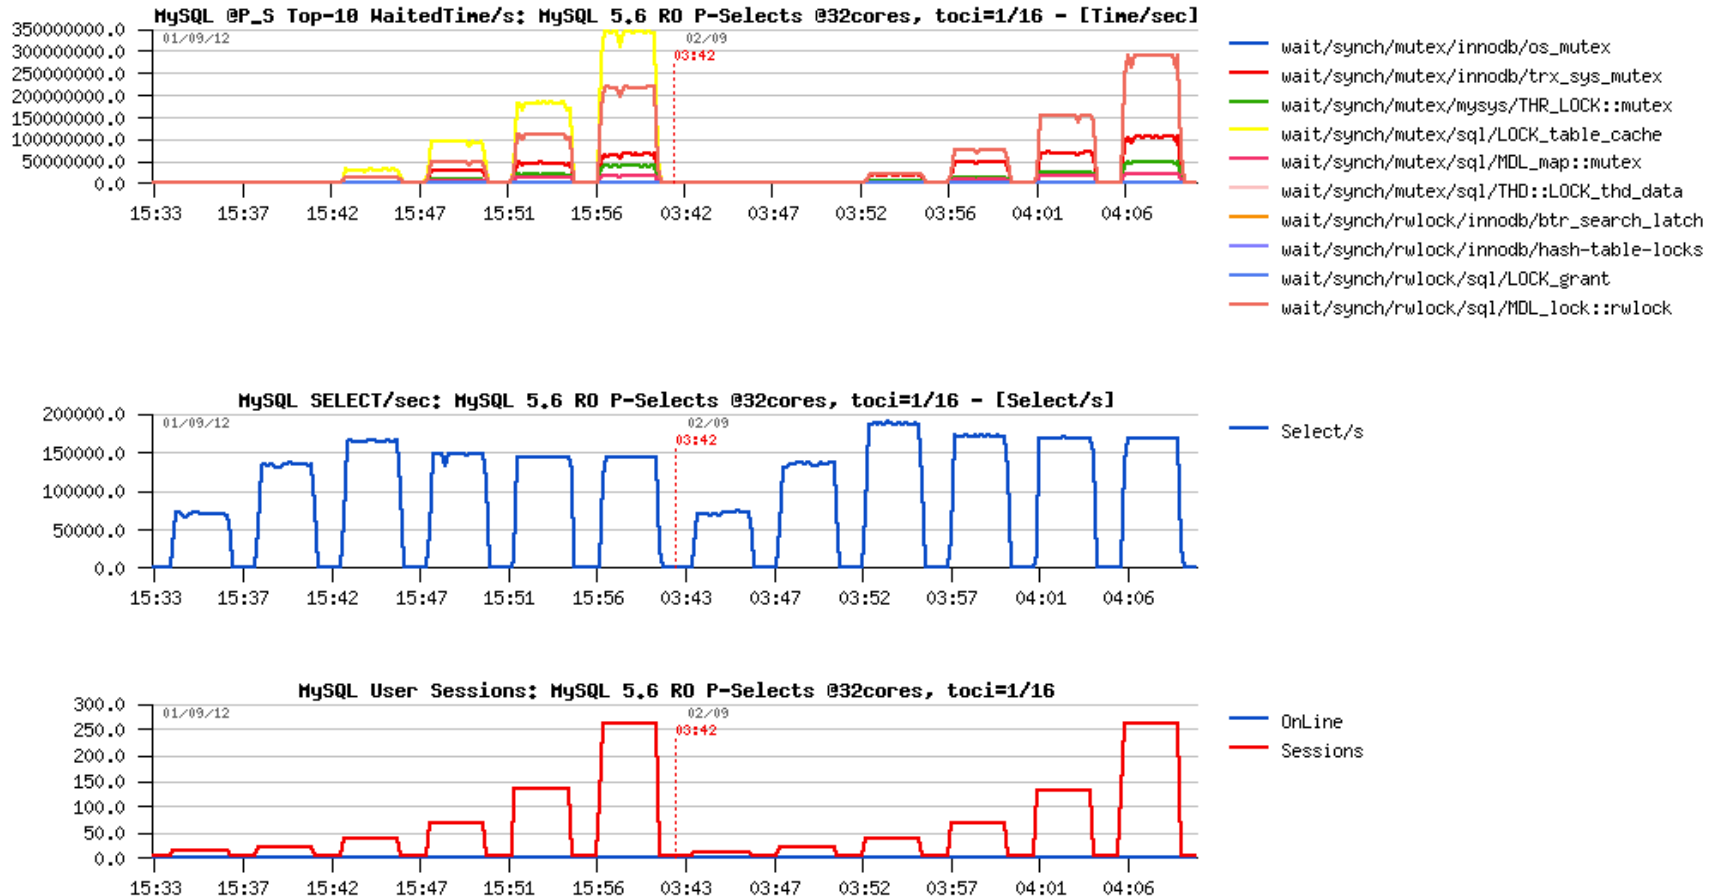 MySQL @P_S Top-10 WaitedTime/s: MySQL 5.6 RO P-Selects @32cores, toci=1/16 - [Time/sec]
350000000.0
300000000.0
250000000.0
200000000.0
150000000.0
100000000.0
50000000.0
0.0
01/09/12
02/09
03:42
15:33 15:37 15:42 15:47 15:51 15:56 03:42 03:47 03:52 03:56 04:01 04:06
wait/synch/mutex/innodb/os_mutex
wait/synch/mutex/innodb/trx_sys_mutex
wait/synch/mutex/mysys/THR_LOCK::mutex
wait/synch/mutex/sql/LOCK_table_cache
wait/synch/mutex/sql/MDL_map::mutex
wait/synch/mutex/sql/THD::LOCK_thd_data
wait/synch/rwlock/innodb/btr_search_latch
wait/synch/rwlock/innodb/hash-table-locks
wait/synch/rwlock/sql/LOCK_grant
wait/synch/rwlock/sql/MDL_lock::rwlock
MySQL SELECT/sec: MySQL 5.6 RO P-Selects @32cores, toci=1/16 - [Select/s]
200000.0
150000.0
100000.0
50000.0
0.0
01/09/12
02/09
03:42
15:33 15:37 15:42 15:47 15:51 15:56 03:43 03:47 03:52 03:57 04:01 04:06
Select/s
MySQL User Sessions: MySQL 5.6 RO P-Selects @32cores, toci=1/16
300.0
250.0
200.0
150.0
100.0
50.0
0.0
01/09/12
02/09
03:42
15:33 15:37 15:42 15:47 15:51 15:56 03:43 03:47 03:52 03:57 04:01 04:06
OnLine
Sessions